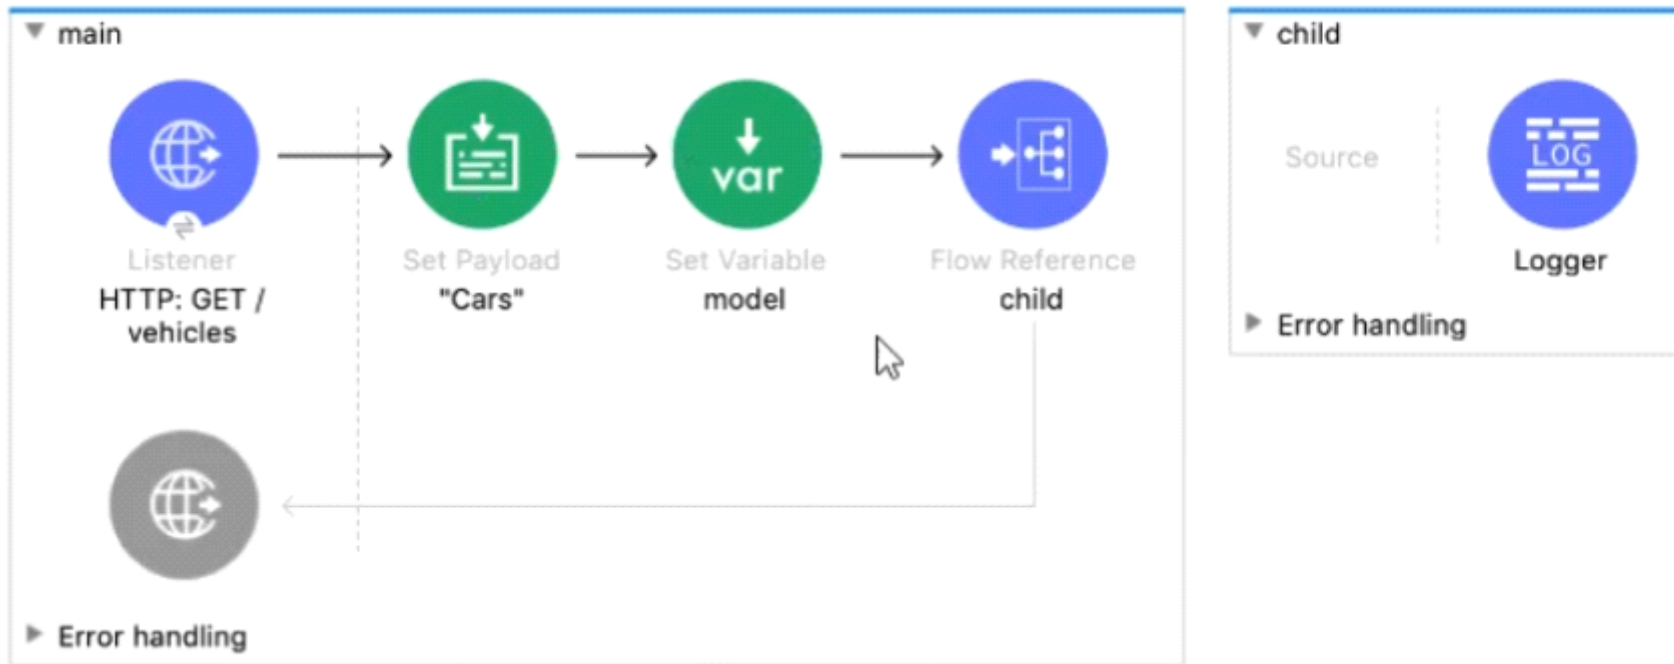 main
Listener
HTTP: GET /
vehicles
Set Payload
"Cars"
var
Set Variable
model
Flow Reference
child
Error handling
child
Source
LOG
Logger
Error handling